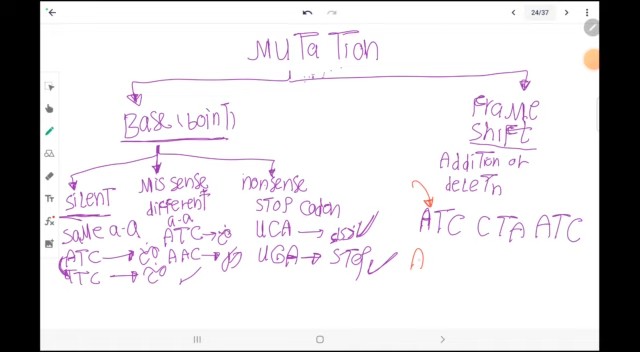 24/37
MUTaTIon
Base (boinT)
FraMe
ShiFt
Addition or
deleTn
SilenT
Same a-a
ATC →
ATC →
Mis sense
different
a-a
ATC →
AAC →
nonsense
STOP Codon
UCA →
UGA → STOP
ATC CTA ATC
A